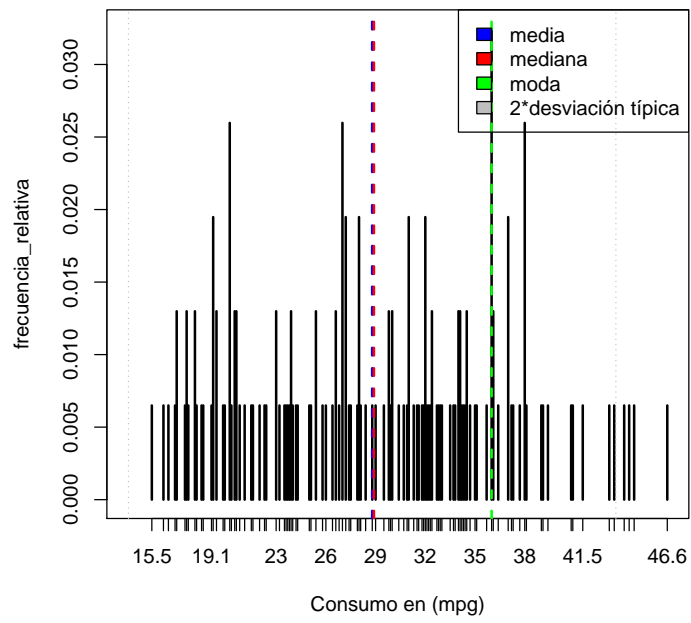 media
mediana
moda
2*desviación típica
frecuencia_relativa
0.030
0.025
0.020
0.015
0.010
0.005
0.000
15.5 19.1 23 26 29 32 35 38 41.5 46.6
Consumo en (mpg)